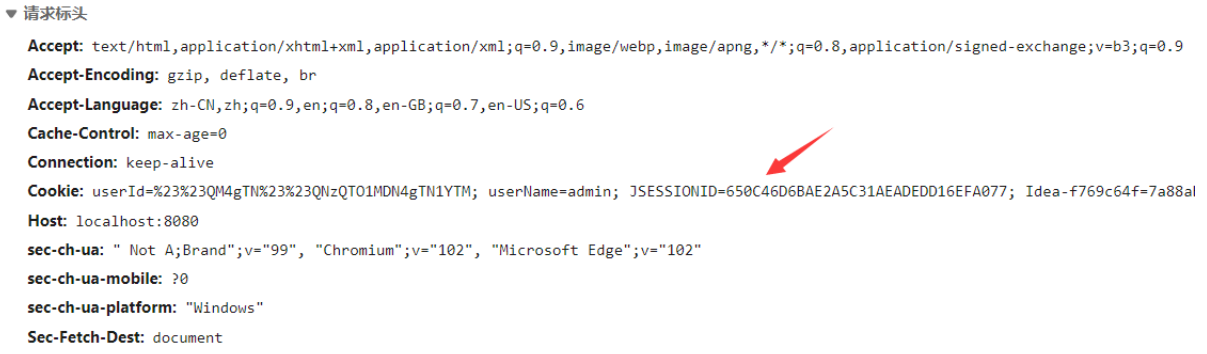 ▼ 请求标头
Accept: text/html,application/xhtml+xml,application/xml;q=0.9,image/webp,image/apng,*/*;q=0.8,application/signed-exchange;v=b3;q=0.9
Accept-Encoding: gzip, deflate, br
Accept-Language: zh-CN,zh;q=0.9,en;q=0.8,en-GB;q=0.7,en-US;q=0.6
Cache-Control: max-age=0
Connection: keep-alive
Cookie: userId=%23%23QM4gTN%23%23QNzQTO1MDN4gTN1YTM; userName=admin; JSESSIONID=650C46D6BAE2A5C31AEADEDD16EFA077; Idea-f769c64f=7a88a
Host: localhost:8080
sec-ch-ua: " Not A;Brand";v="99", "Chromium";v="102", "Microsoft Edge";v="102"
sec-ch-ua-mobile: ?0
sec-ch-ua-platform: "Windows"
Sec-Fetch-Dest: document